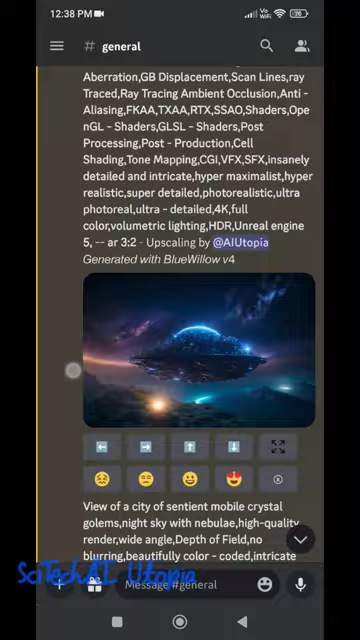 12:38 PM
Vo
WiFi
76
# general
Aberration,GB Displacement,Scan Lines,ray
Traced,Ray Tracing Ambient Occlusion,Anti -
Aliasing,FKAA,TXAA,RTX,SSAO,Shaders,Ope
nGL - Shaders,GLSL - Shaders,Post
Processing,Post - Production,Cell
Shading,Tone Mapping,CGI,VFX,SFX,insanely
detailed and intricate,hyper maximalist,hyper
realistic,super detailed,photorealistic,ultra
photoreal,ultra - detailed,4K,full
color,volumetric lighting,HDR,Unreal engine
5, -- ar 3:2 - Upscaling by @AIUtopia
Generated with BlueWillow v4
View of a city of sentient mobile crystal
golems,night sky with nebulae,high-quality
render,wide angle,Depth of Field,no
blurring,beautifully color - coded,intricate
SciTechAI Utopia
Message #general